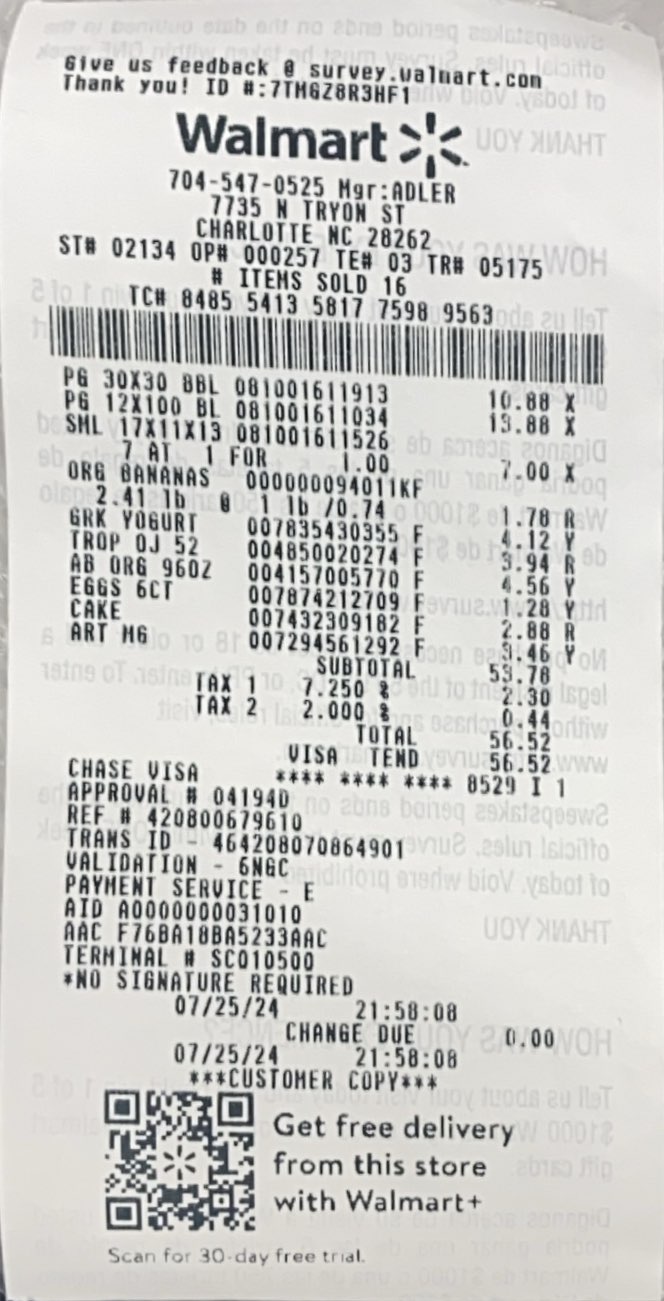 Give us feedback @ survey.walmart.com
Thank you! ID #:7TMGZ8R3HF1
Walmart
704-547-0525 Mgr:ADLER
7735 N TRYON ST
CHARLOTTE NC 28262
ST# 02134 OP# 000257 TE# 03 TR# 05175
# ITEMS SOLD 16
TC# 8485 5413 5817 7598 9563
PG 30X30 BBL 081001611913 10.88 X
PG 12X100 BL 081001611034 13.88 X
SML 17X11X13 081001611526
7 AT 1 FOR 1.00 7.00 X
ORG BANANAS 000000094011KF
2.41 lb @ 1 lb /0.74 1.78 R
GRK YOGURT 007835430355 F 4.12 Y
TROP OJ 52 004850020274 F 3.94 R
AB ORG 96OZ 004157005770 F 4.56 Y
EGGS 6CT 007874212709 F 1.28 Y
CAKE 007432309182 F 2.88 R
ART MG 007294561292 F 3.46 Y
SUBTOTAL 53.78
TAX 1 7.250 % 2.30
TAX 2 2.000 % 0.44
TOTAL 56.52
VISA TEND 56.52
CHASE VISA **** **** **** 8529 I 1
APPROVAL # 04194D
REF # 420800679610
TRANS ID - 464208070864901
VALIDATION - 6NGC
PAYMENT SERVICE - E
AID A0000000031010
AAC F76BA18BA5233AAC
TERMINAL # SC010500
*NO SIGNATURE REQUIRED
07/25/24 21:58:08
CHANGE DUE 0.00
07/25/24 21:58:08
***CUSTOMER COPY***
Get free delivery
from this store
with Walmart+
Scan for 30-day free trial.